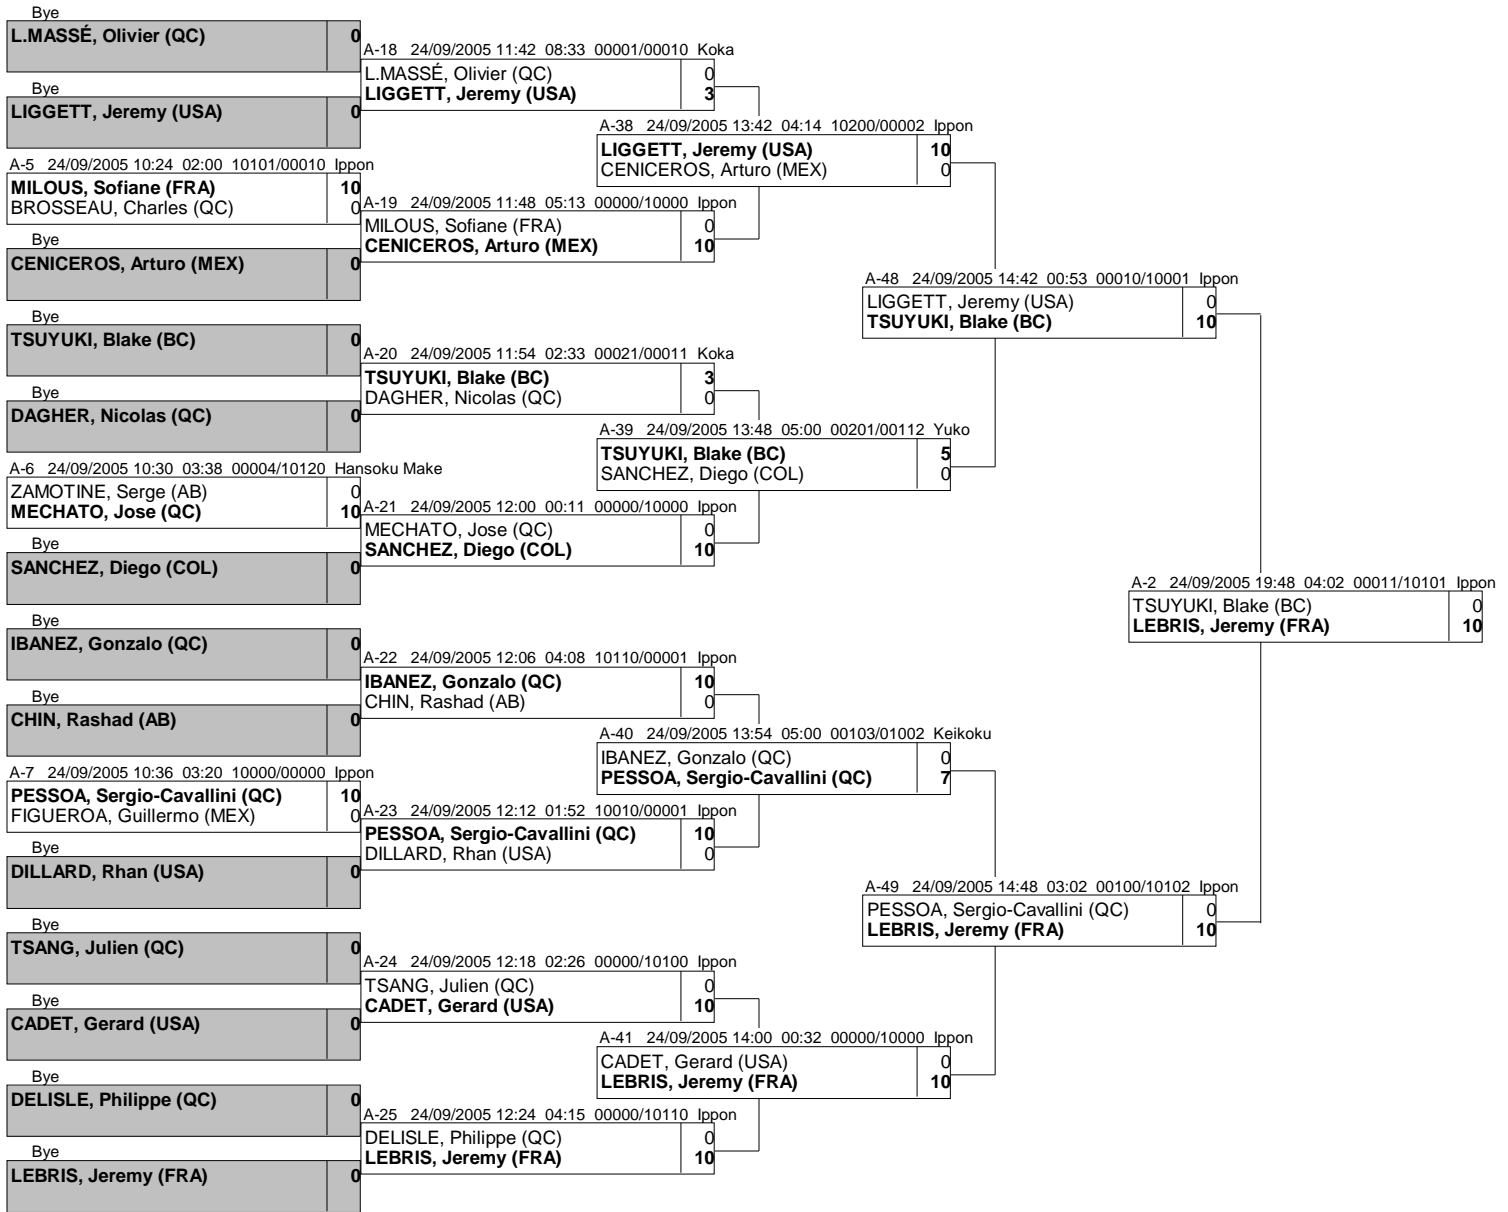 Bye
L.MASSÉ, Olivier (QC) 0
Bye
LIGGETT, Jeremy (USA) 0
A-5 24/09/2005 10:24 02:00 10101/00010 Ippon
MILOUS, Sofiane (FRA) 10
BROSSEAU, Charles (QC) 0
Bye
CENICEROS, Arturo (MEX) 0
Bye
TSUYUKI, Blake (BC) 0
Bye
DAGHER, Nicolas (QC) 0
A-6 24/09/2005 10:30 03:38 00004/10120 Hansoku Make
ZAMOTINE, Serge (AB) 0
MECHATO, Jose (QC) 10
Bye
SANCHEZ, Diego (COL) 0
Bye
IBANEZ, Gonzalo (QC) 0
Bye
CHIN, Rashad (AB) 0
A-7 24/09/2005 10:36 03:20 10000/00000 Ippon
PESSOA, Sergio-Cavallini (QC) 10
FIGUEROA, Guillermo (MEX) 0
Bye
DILLARD, Rhan (USA) 0
Bye
TSANG, Julien (QC) 0
Bye
CADET, Gerard (USA) 0
Bye
DELISLE, Philippe (QC) 0
Bye
LEBRIS, Jeremy (FRA) 0
A-18 24/09/2005 11:42 08:33 00001/00010 Koka
L.MASSÉ, Olivier (QC) 0
LIGGETT, Jeremy (USA) 3
A-19 24/09/2005 11:48 05:13 00000/10000 Ippon
MILOUS, Sofiane (FRA) 0
CENICEROS, Arturo (MEX) 10
A-20 24/09/2005 11:54 02:33 00021/00011 Koka
TSUYUKI, Blake (BC) 3
DAGHER, Nicolas (QC) 0
A-21 24/09/2005 12:00 00:11 00000/10000 Ippon
MECHATO, Jose (QC) 0
SANCHEZ, Diego (COL) 10
A-22 24/09/2005 12:06 04:08 10110/00001 Ippon
IBANEZ, Gonzalo (QC) 10
CHIN, Rashad (AB) 0
A-23 24/09/2005 12:12 01:52 10010/00001 Ippon
PESSOA, Sergio-Cavallini (QC) 10
DILLARD, Rhan (USA) 0
A-24 24/09/2005 12:18 02:26 00000/10100 Ippon
TSANG, Julien (QC) 0
CADET, Gerard (USA) 10
A-25 24/09/2005 12:24 04:15 00000/10110 Ippon
DELISLE, Philippe (QC) 0
LEBRIS, Jeremy (FRA) 10
A-38 24/09/2005 13:42 04:14 10200/00002 Ippon
LIGGETT, Jeremy (USA) 10
CENICEROS, Arturo (MEX) 0
A-39 24/09/2005 13:48 05:00 00201/00112 Yuko
TSUYUKI, Blake (BC) 5
SANCHEZ, Diego (COL) 0
A-40 24/09/2005 13:54 05:00 00103/01002 Keikoku
IBANEZ, Gonzalo (QC) 0
PESSOA, Sergio-Cavallini (QC) 7
A-41 24/09/2005 14:00 00:32 00000/10000 Ippon
CADET, Gerard (USA) 0
LEBRIS, Jeremy (FRA) 10
A-48 24/09/2005 14:42 00:53 00010/10001 Ippon
LIGGETT, Jeremy (USA) 0
TSUYUKI, Blake (BC) 10
A-49 24/09/2005 14:48 03:02 00100/10102 Ippon
PESSOA, Sergio-Cavallini (QC) 0
LEBRIS, Jeremy (FRA) 10
A-2 24/09/2005 19:48 04:02 00011/10101 Ippon
TSUYUKI, Blake (BC) 0
LEBRIS, Jeremy (FRA) 10